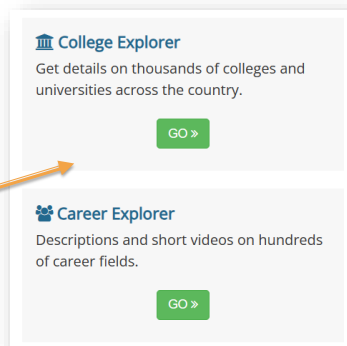 College Explorer
Get details on thousands of colleges and
universities across the country.
GO »
Career Explorer
Descriptions and short videos on hundreds
of career fields.
GO »